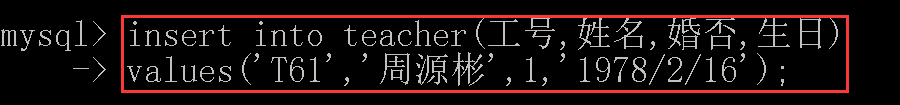 mysql> insert into teacher(工号,姓名,婚否,生日)
-> values('T61','周源彬',1,'1978/2/16');